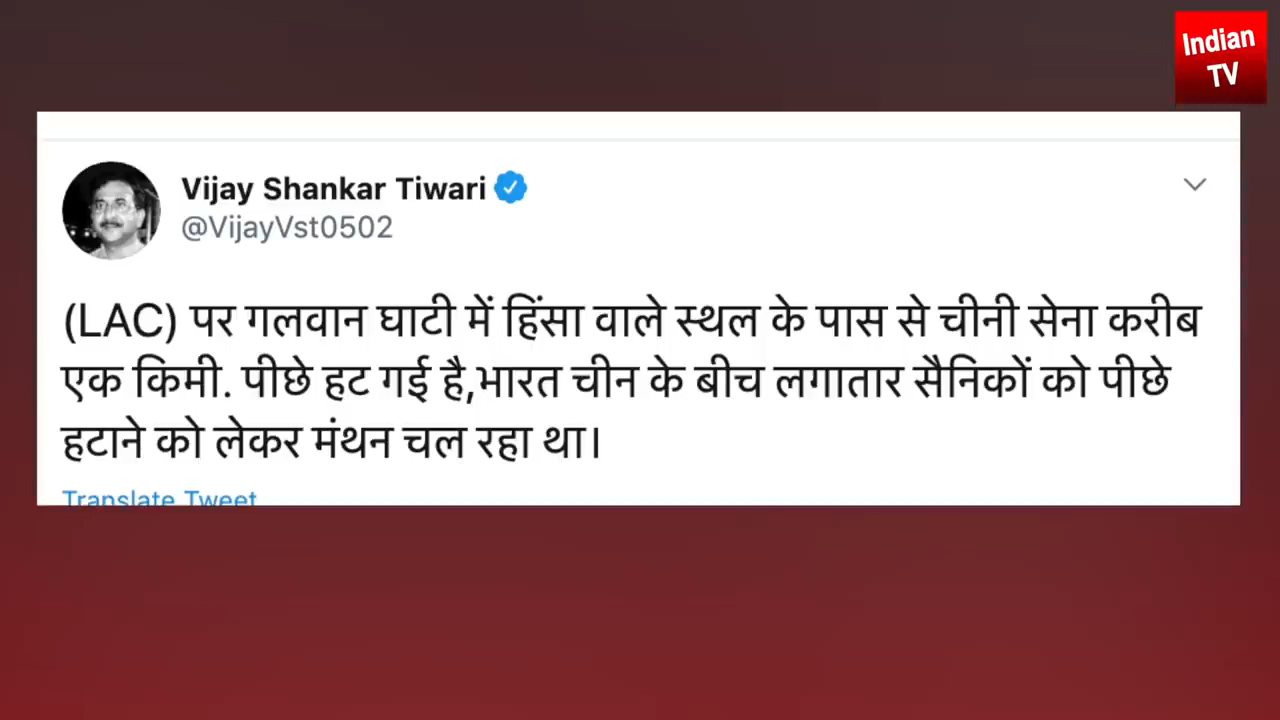 Indian
TV
Vijay Shankar Tiwari
@VijayVst0502
(LAC) पर गलवान घाटी में हिंसा वाले स्थल के पास से चीनी सेना करीब
एक किमी. पीछे हट गई है,भारत चीन के बीच लगातार सैनिकों को पीछे
हटाने को लेकर मंथन चल रहा था।
Translate Tweet